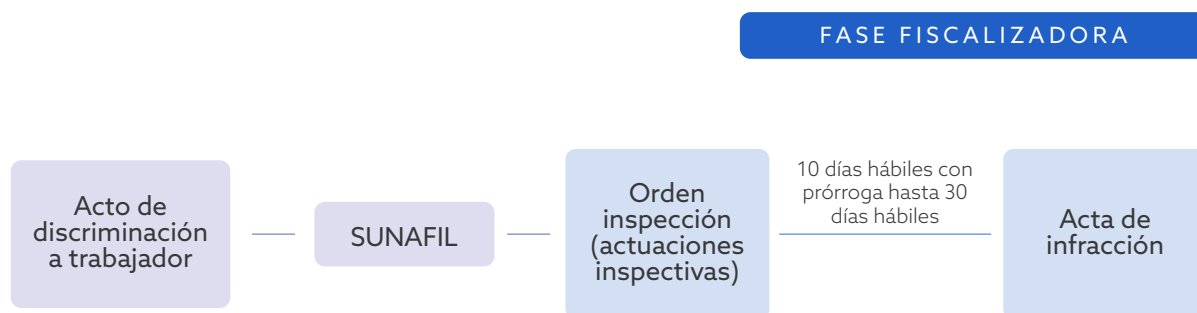 FASE FISCALIZADORA
Acto de
discriminación
a trabajador
SUNAFIL
Orden
inspección
(actuaciones
inspectivas)
10 días hábiles con
prórroga hasta 30
días hábiles
Acta de
infracción